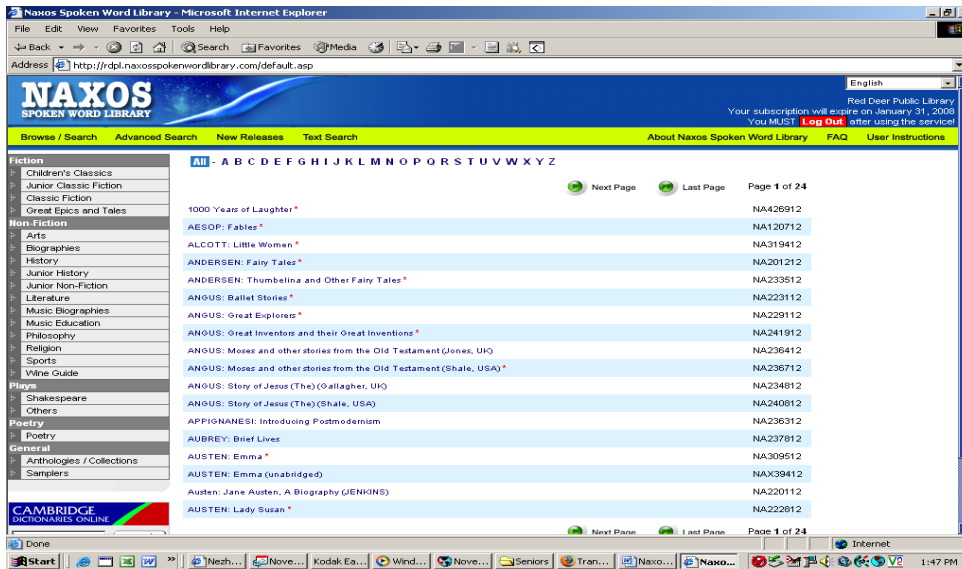 Naxos Spoken Word Library - Microsoft Internet Explorer
File Edit View Favorites Tools Help
Back Search Favorites Media
Address http://rdpl.naxosspokenwordlibrary.com/default.asp
English
NAXOS
SPOKEN WORD LIBRARY
Red Deer Public Library
Your subscription will expire on January 31, 2008
You MUST Log Out after using the service!
Browse / Search Advanced Search New Releases Text Search About Naxos Spoken Word Library FAQ User Instructions
Fiction
Children's Classics
Junior Classic Fiction
Classic Fiction
Great Epics and Tales
Non-Fiction
Arts
Biographies
History
Junior History
Junior Non-Fiction
Literature
Music Biographies
Music Education
Philosophy
Religion
Sports
Wine Guide
Plays
Shakespeare
Others
Poetry
Poetry
General
Anthologies / Collections
Samplers
CAMBRIDGE
DICTIONARIES ONLINE
All - A B C D E F G H I J K L M N O P Q R S T U V W X Y Z
Next Page Last Page Page 1 of 24
1000 Years of Laughter * NA426912
AESOP: Fables * NA120712
ALCOTT: Little Women * NA319412
ANDERSEN: Fairy Tales * NA201212
ANDERSEN: Thumbelina and Other Fairy Tales * NA233512
ANGUS: Ballet Stories * NA223112
ANGUS: Great Explorers * NA229112
ANGUS: Great Inventors and their Great Inventions * NA241912
ANGUS: Moses and other stories from the Old Testament (Jones, UK) NA236412
ANGUS: Moses and other stories from the Old Testament (Shale, USA) * NA236712
ANGUS: Story of Jesus (The) (Gallagher, UK) NA234812
ANGUS: Story of Jesus (The) (Shale, USA) NA240812
APPIGNANESI: Introducing Postmodernism NA236312
AUBREY: Brief Lives NA237812
AUSTEN: Emma * NA309512
AUSTEN: Emma (unabridged) NAX39412
Austen: Jane Austen, A Biography (JENKINS) NA220112
AUSTEN: Lady Susan * NA222812
Next Page Last Page Page 1 of 24
Done Internet
Start » Nezh... Nove... Kodak Ea... Wind... Nove... Seniors Tran... Naxo... Naxo... 1:47 PM